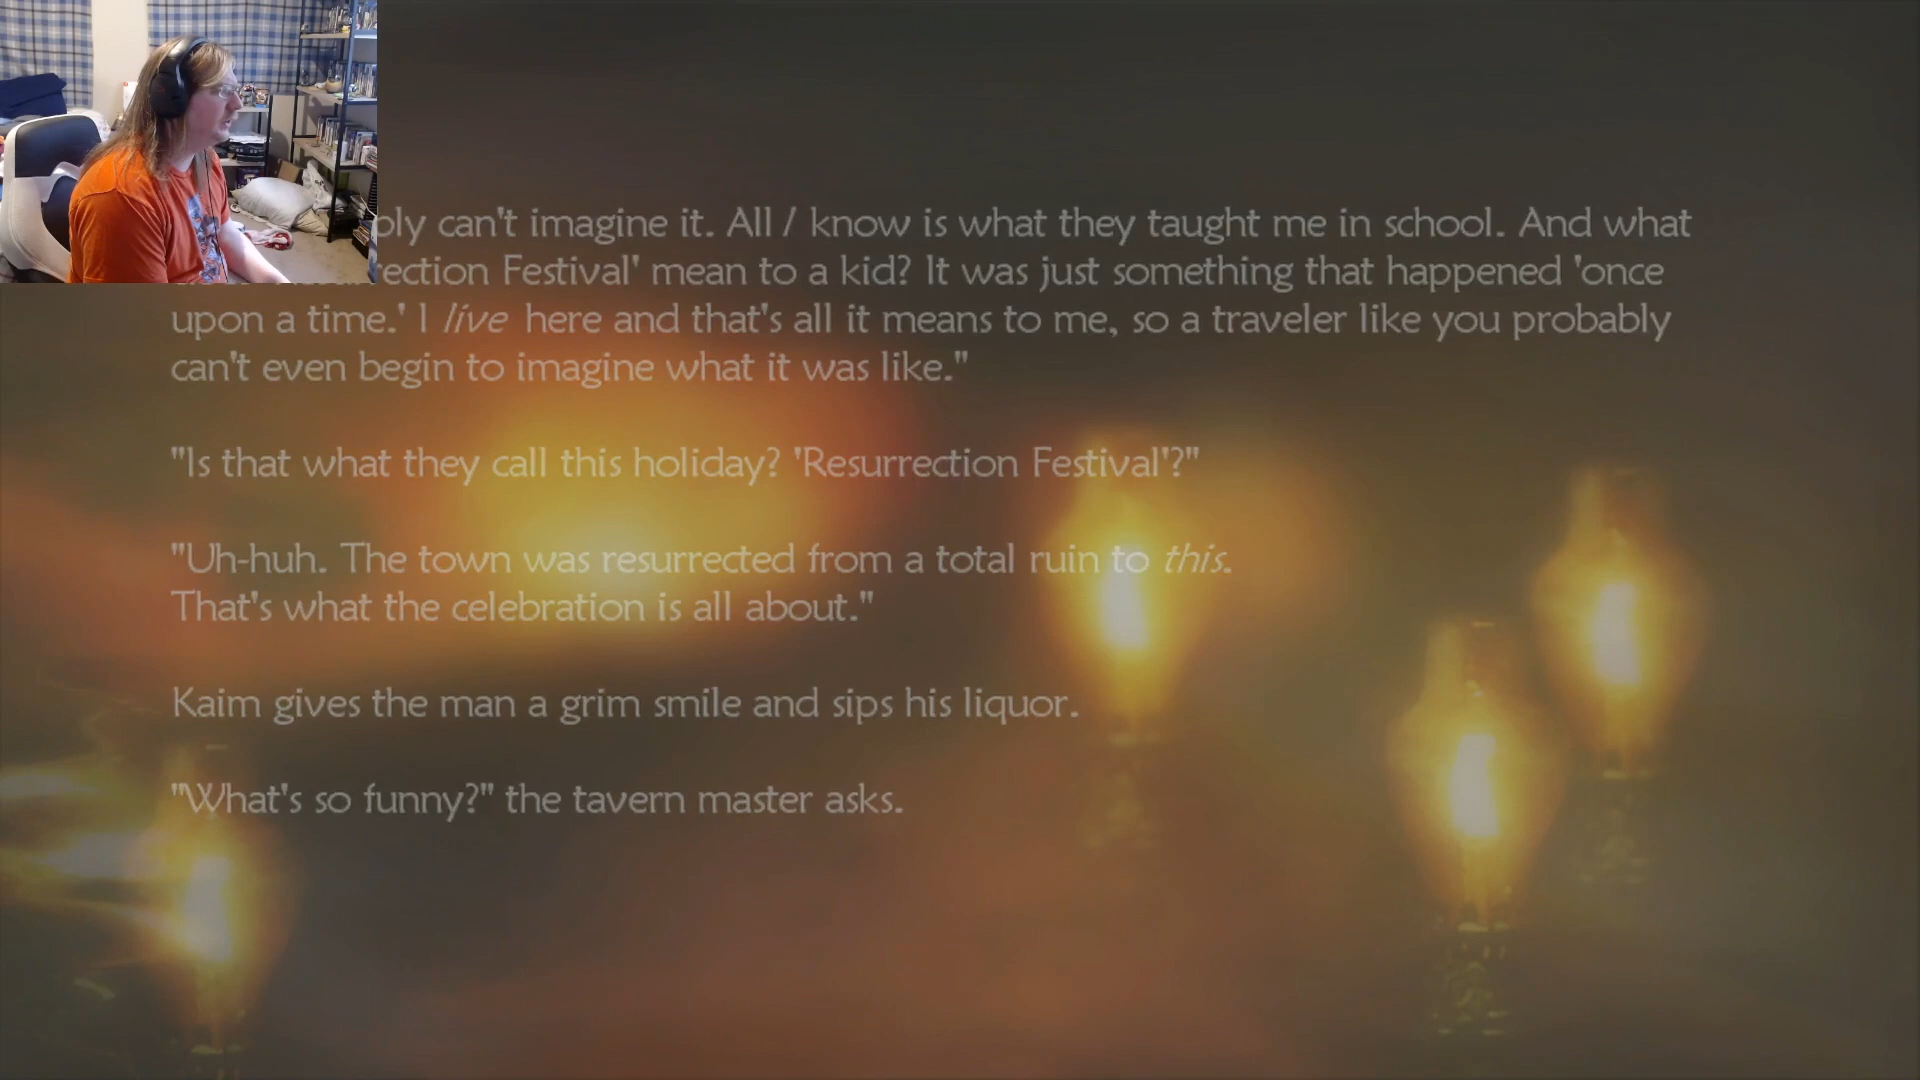 can't imagine it. All I know is what they taught me in school. And what
Festival' mean to a kid? It was just something that happened 'once
upon a time.' I live here and that's all it means to me, so a traveler like you probably
can't even begin to imagine what it was like."
"Is that what they call this holiday? 'Resurrection Festival'?"
"Uh-huh. The town was resurrected from a total ruin to this.
That's what the celebration is all about."
Kaim gives the man a grim smile and sips his liquor.
"What's so funny?" the tavern master asks.